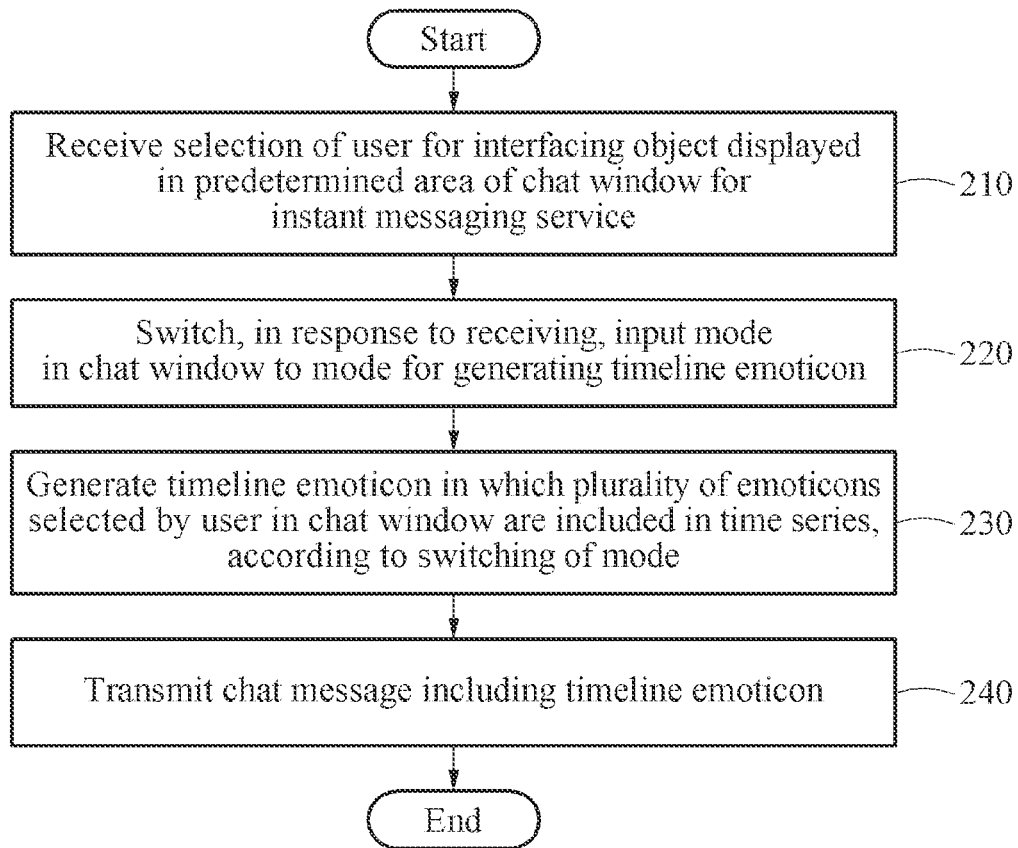 Start
Receive selection of user for interfacing object displayed
in predetermined area of chat window for
instant messaging service
210
Switch, in response to receiving, input mode
in chat window to mode for generating timeline emoticon
220
Generate timeline emoticon in which plurality of emoticons
selected by user in chat window are included in time series,
according to switching of mode
230
Transmit chat message including timeline emoticon
240
End